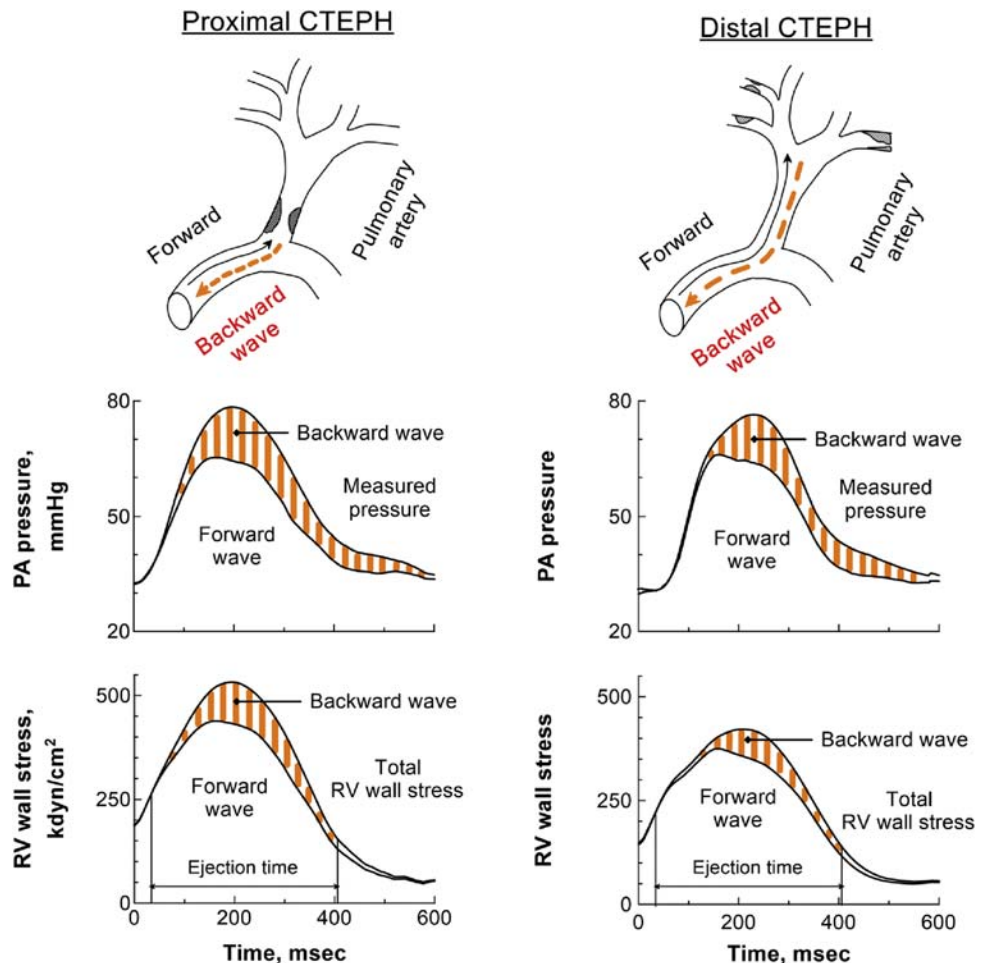 Proximal CTEPH
Forward
Pulmonary
artery
Backward
wave
Distal CTEPH
Forward
Pulmonary
artery
Backward
wave
PA pressure,
mmHg
80
50
20
Backward wave
Measured
pressure
Forward
wave
PA pressure
80
50
20
Backward wave
Measured
pressure
Forward
wave
RV wall stress,
kdyn/cm²
500
250
0
Backward wave
Forward
wave
Total
RV wall stress
Ejection time
0
200
400
600
Time, msec
RV wall stress
500
250
0
Backward wave
Forward
wave
Total
RV wall stress
Ejection time
0
200
400
600
Time, msec